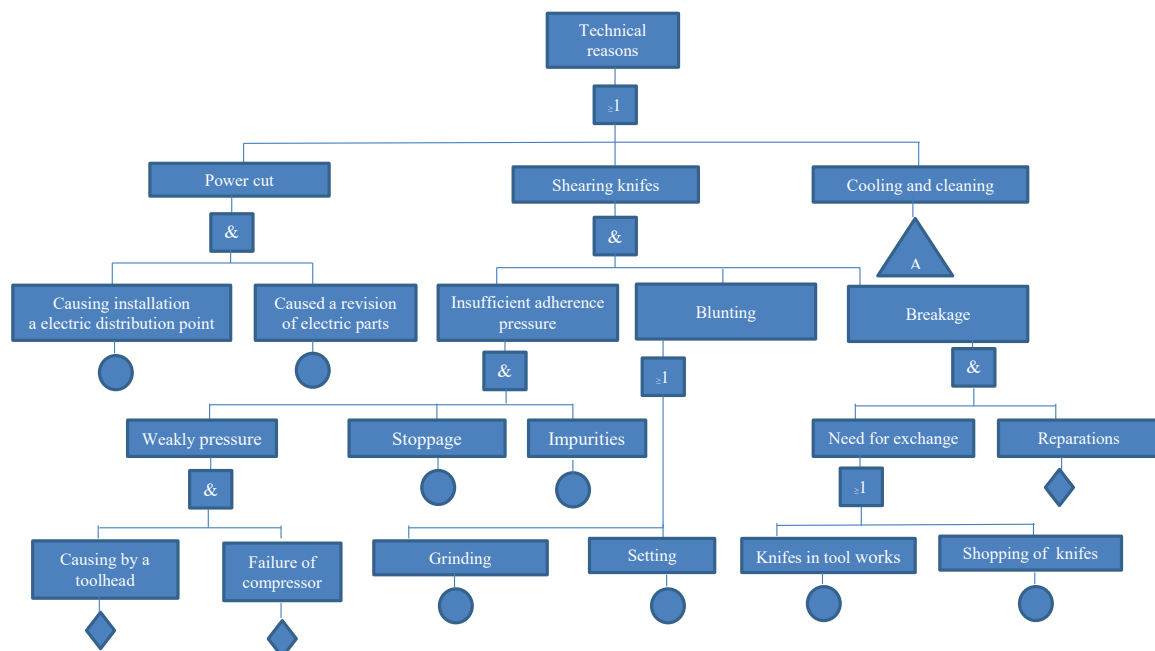 Technical
reasons
≥1
Power cut
Shearing knifes
Cooling and cleaning
&
&
A
Causing installation
a electric distribution point
Caused a revision
of electric parts
Insufficient adherence
pressure
Blunting
Breakage
&
≥1
&
Weakly pressure
Stoppage
Impurities
Need for exchange
Reparations
&
≥1
Causing by a
toolhead
Failure of
compressor
Grinding
Setting
Knifes in tool works
Shopping of knifes